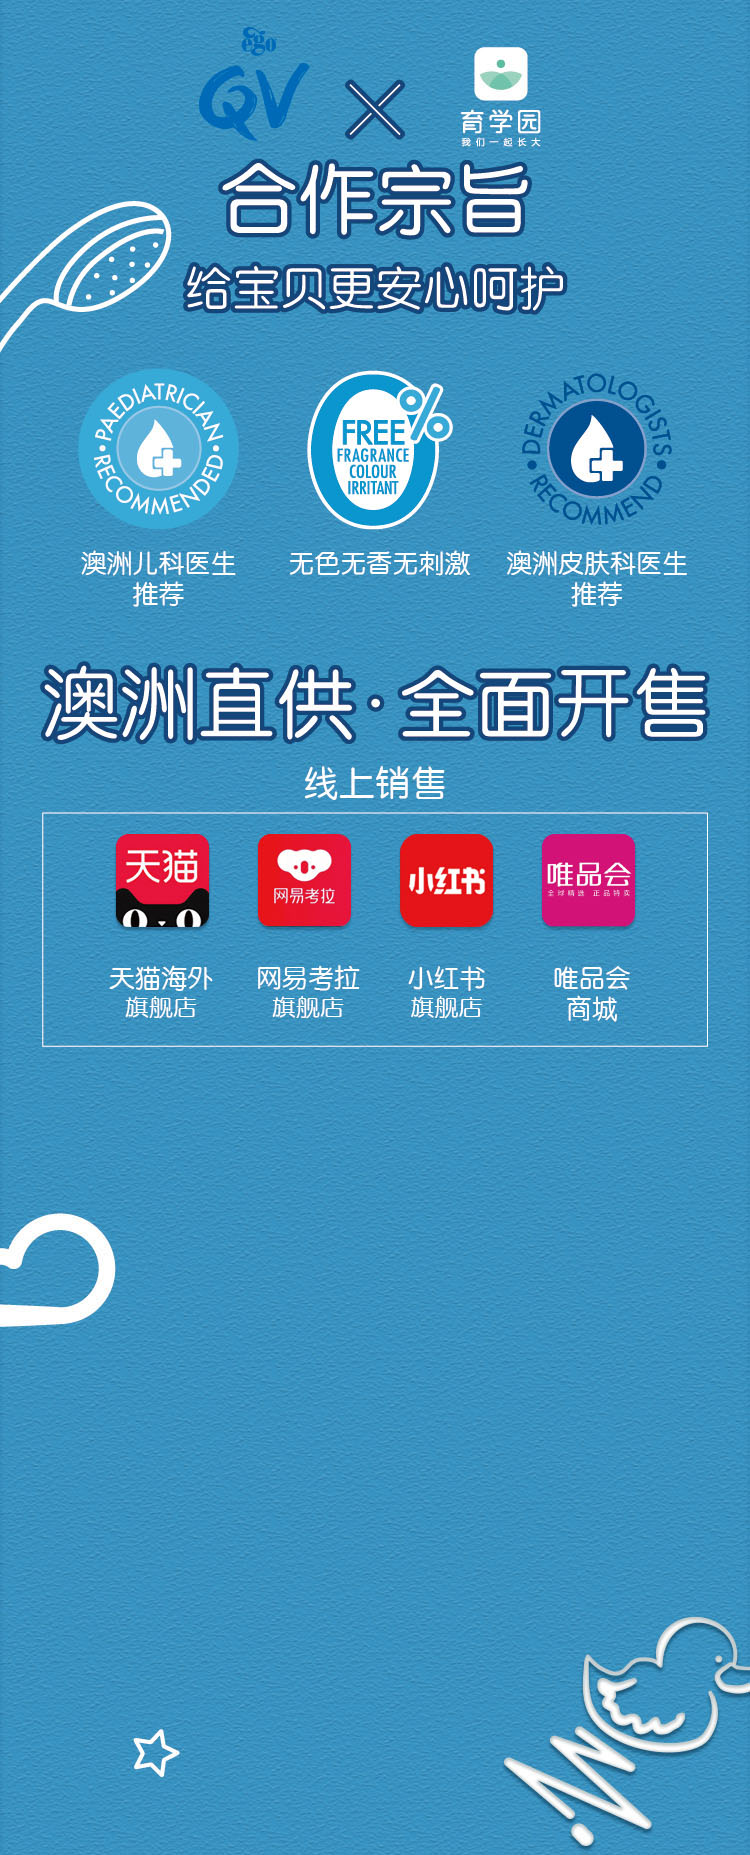 ego
QV
育学园
我们一起长大
合作宗旨
给宝贝更安心呵护
PAEDIATRICIAN
RECOMMENDED
FREE
FRAGRANCE
COLOUR
IRRITANT
%
DERMATOLOGISTS
RECOMMEND
澳洲儿科医生
推荐
无色无香无刺激
澳洲皮肤科医生
推荐
澳洲直供·全面开售
线上销售
天猫
网易考拉
小红书
唯品会
全球精选 正品特卖
天猫海外
旗舰店
网易考拉
旗舰店
小红书
旗舰店
唯品会
商城